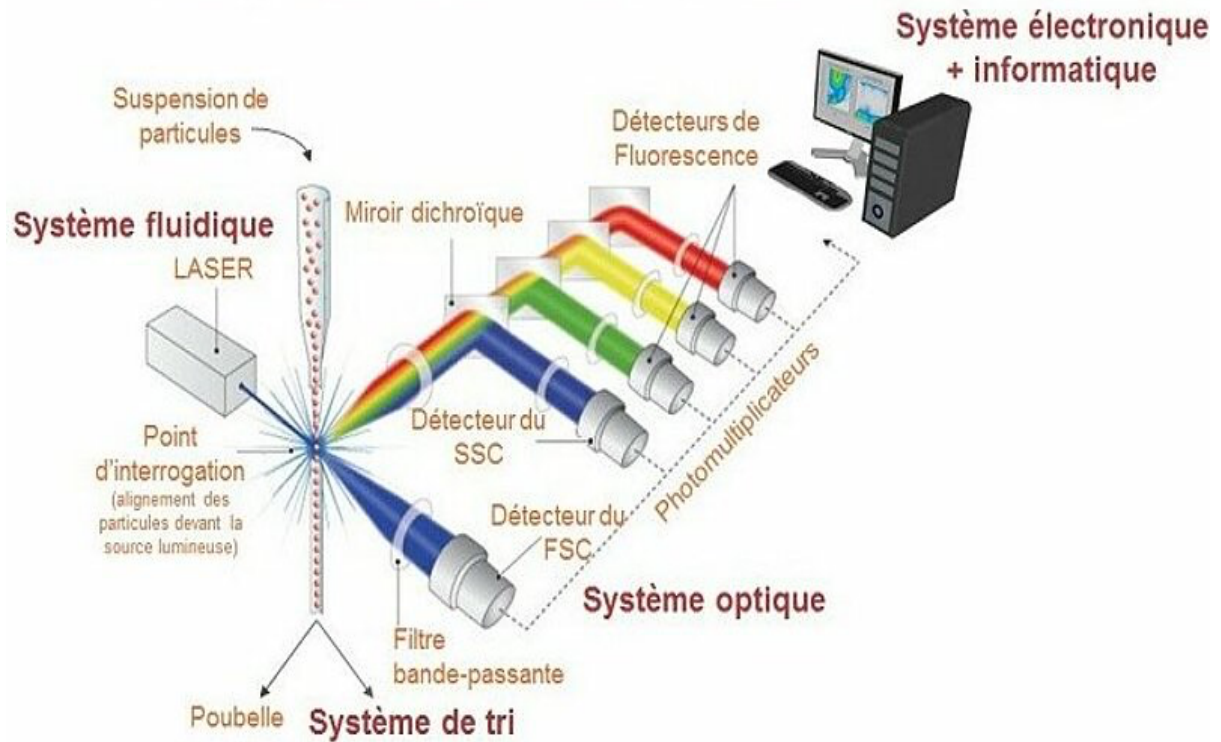 Système électronique
+ informatique
Suspension de
particules
Détecteurs de
Fluorescence
Système fluidique
Miroir dichroïque
LASER
Point
d'interrogation
(alignement des
particules devant la
source lumineuse)
Détecteur du
SSC
Photomultiplicateurs
Détecteur du
FSC
Système optique
Filtre
bande-passante
Poubelle
Système de tri